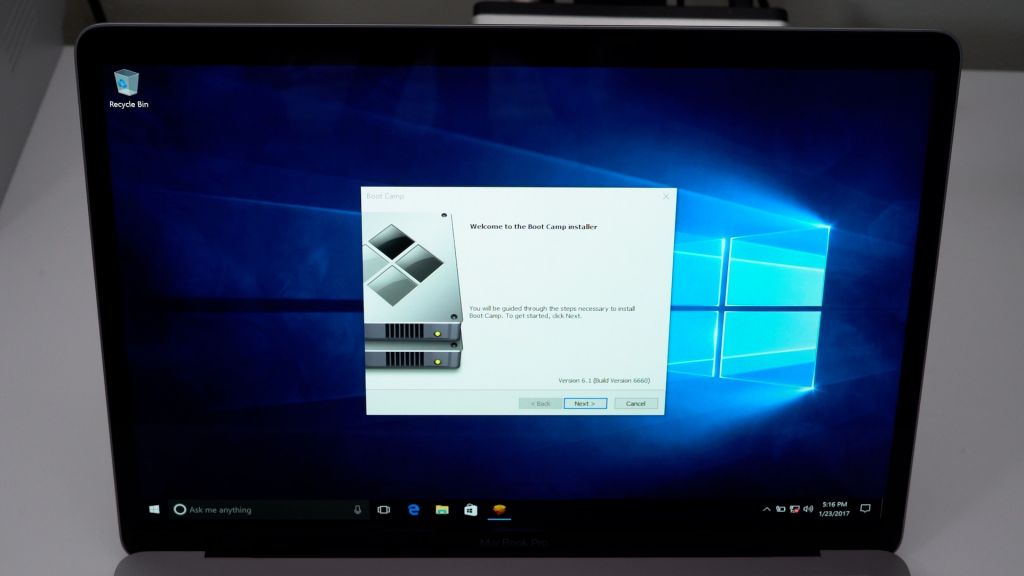 Recycle Bin
Boot Camp
Welcome to the Boot Camp installer
You will be guided through the steps necessary to install
Boot Camp. To get started, click Next.
Version 6.1 (Build Version 6660)
< Back
Next >
Cancel
Ask me anything
5:16 PM
1/23/2017
MacBook Pro